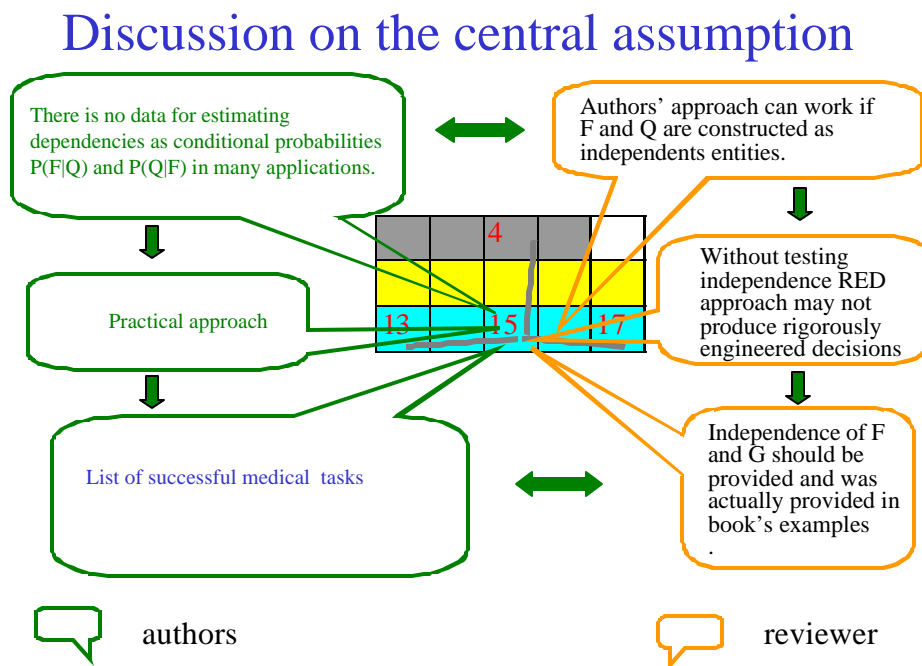 Discussion on the central assumption
There is no data for estimating
dependencies as conditional probabilities
P(F|Q) and P(Q|F) in many applications.
Authors’ approach can work if
F and Q are constructed as
independents entities.
4
Practical approach
13 15 17
Without testing
independence RED
approach may not
produce rigorously
engineered decisions
List of successful medical tasks
Independence of F
and G should be
provided and was
actually provided in
book’s examples
.
authors
reviewer